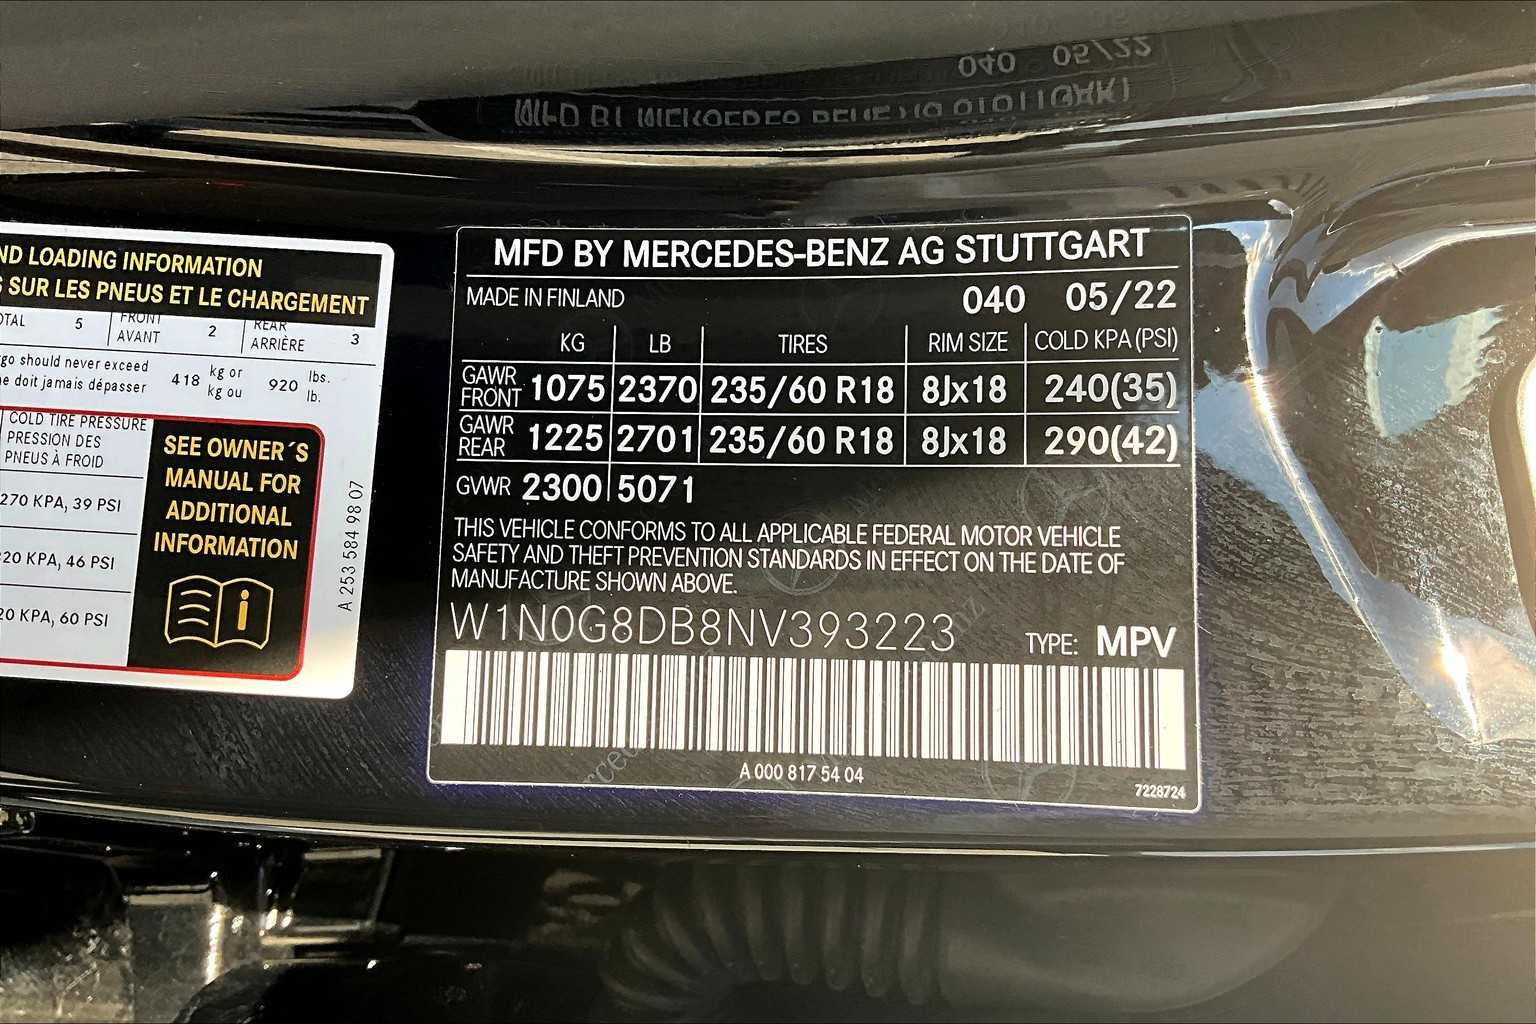 ND LOADING INFORMATION
S SUR LES PNEUS ET LE CHARGEMENT
OTAL 5 FRONT AVANT 2 REAR ARRIÈRE 3
rgo should never exceed
ne doit jamais dépasser
418 kg or kg ou 920 lbs. lb.
COLD TIRE PRESSURE
PRESSION DES
PNEUS À FROID
270 KPA, 39 PSI
320 KPA, 46 PSI
20 KPA, 60 PSI
SEE OWNER´S
MANUAL FOR
ADDITIONAL
INFORMATION
A 253 584 98 07
MFD BY MERCEDES-BENZ AG STUTTGART
MADE IN FINLAND 040 05/22
KG LB TIRES RIM SIZE COLD KPA(PSI)
GAWR FRONT 1075 2370 235/60 R18 8Jx18 240(35)
GAWR REAR 1225 2701 235/60 R18 8Jx18 290(42)
GVWR 2300 5071
THIS VEHICLE CONFORMS TO ALL APPLICABLE FEDERAL MOTOR VEHICLE
SAFETY AND THEFT PREVENTION STANDARDS IN EFFECT ON THE DATE OF
MANUFACTURE SHOWN ABOVE.
W1N0G8DB8NV393223 TYPE: MPV
A 000 817 54 04
7228724